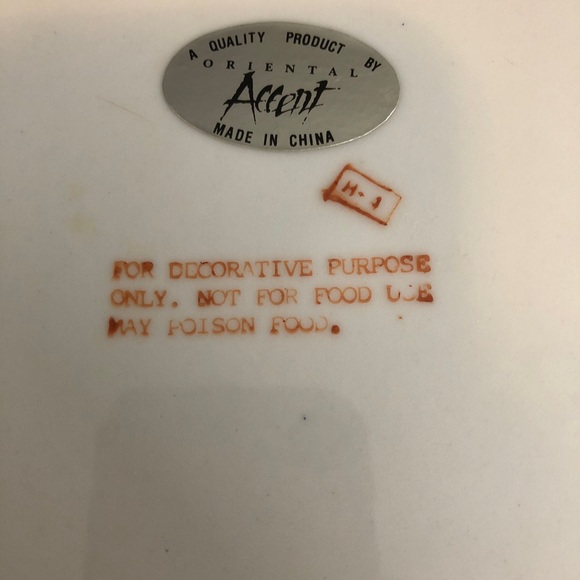 A QUALITY PRODUCT BY
ORIENTAL
Accent
MADE IN CHINA
FOR DECORATIVE PURPOSE
ONLY. NOT FOR FOOD USE
MAY POISON FOOD.